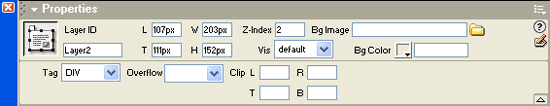 Properties
Layer ID L 107px W 203px Z-Index 2 Bg Image
Layer2 T 111px H 152px Vis default Bg Color
Tag DIV Overflow Clip L R
T B